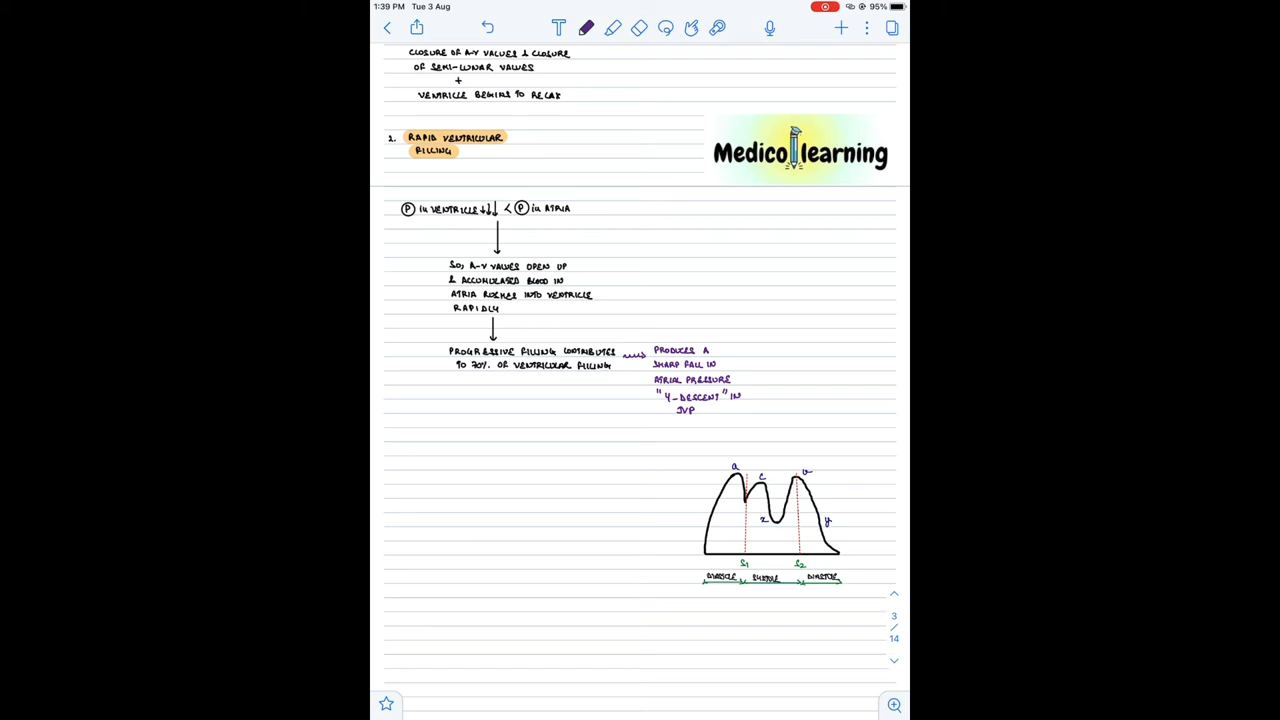 1:39 PM Tue 3 Aug
95%
CLOSURE OF A-V VALVES & CLOSURE
OF SEMI-LUNAR VALVES
+
VENTRICLE BEGINS TO RELAX
2. RAPID VENTRICULAR
FILLING
Medico learning
P in VENTRICLE ↓↓↓ < P in ATRIA
SO, A-V VALVES OPEN UP
& ACCUMULATED BLOOD IN
ATRIA RUSHES INTO VENTRICLE
RAPIDLY
PROGRESSIVE FILLING CONTRIBUTES
TO 70% OF VENTRICULAR FILLING
PRODUCES A
SHARP FALL IN
ATRIAL PRESSURE
"Y-DESCENT" IN
JVP
a
c
v
x
y
S1
S2
DIASTOLE SYSTOLE DIASTOLE
3
/
14